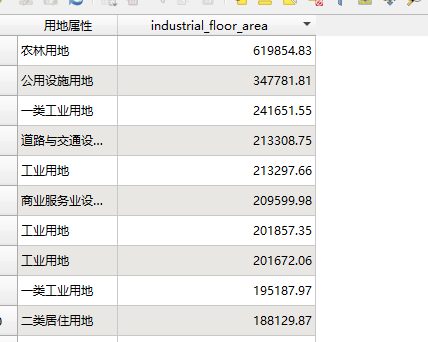 用地属性 industrial_floor_area
农林用地 619854.83
公用设施用地 347781.81
一类工业用地 241651.55
道路与交通设... 213308.75
工业用地 213297.66
商业服务业设... 209599.98
工业用地 201857.35
工业用地 201672.06
一类工业用地 195187.97
二类居住用地 188129.87